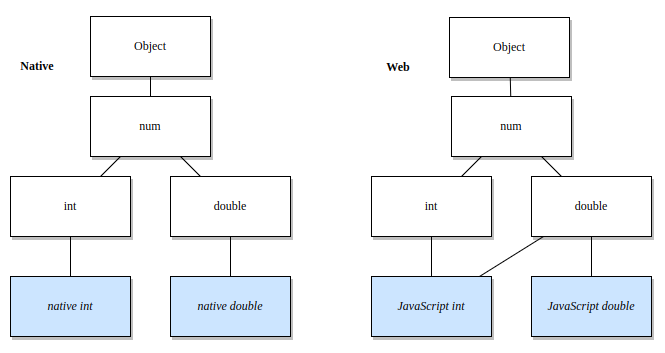 Native
Object
num
int
double
native int
native double
Web
Object
num
int
double
JavaScript int
JavaScript double